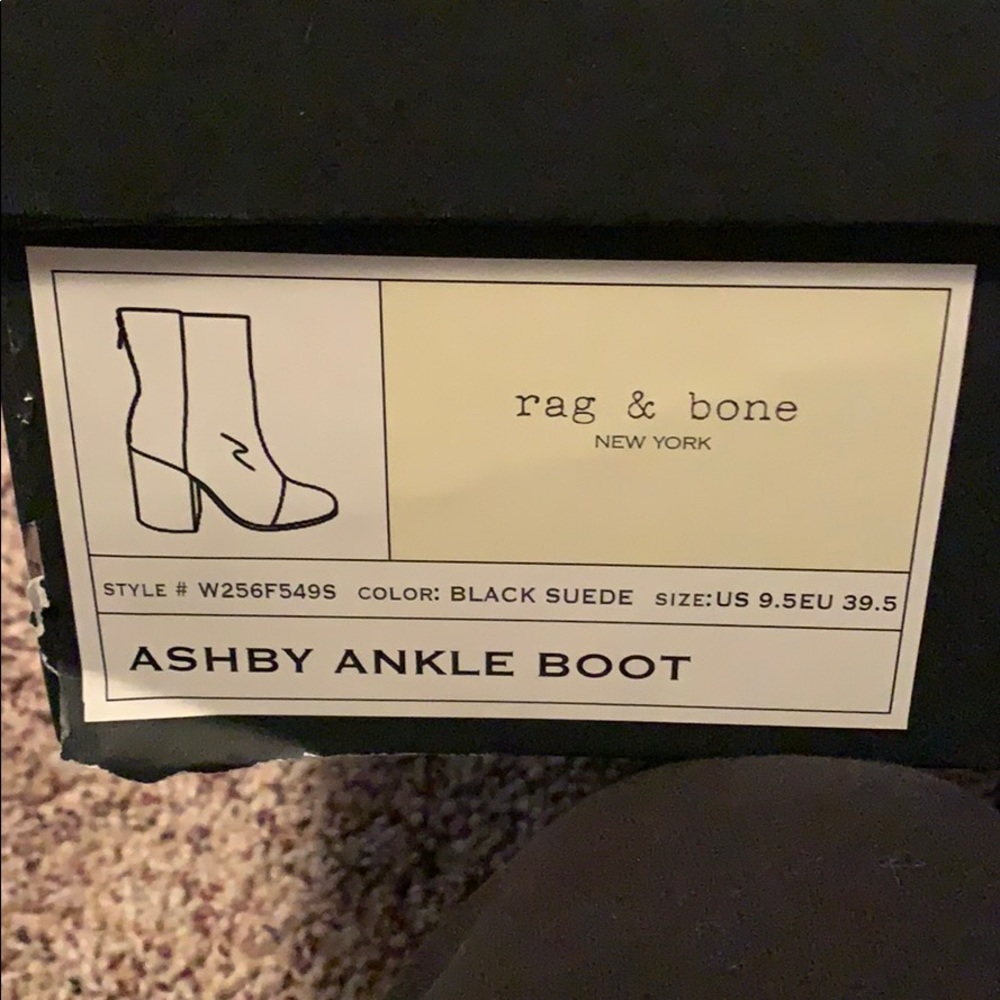 rag & bone
NEW YORK
STYLE # W256F549S COLOR: BLACK SUEDE SIZE:US 9.5EU 39.5
ASHBY ANKLE BOOT